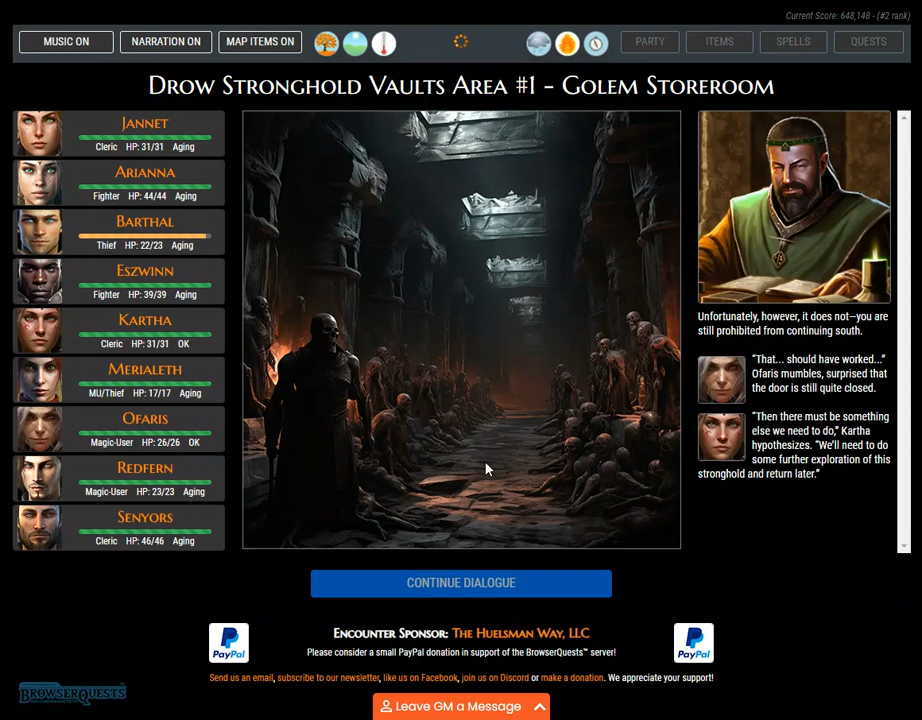 Current Score: 648,148 - (#2 rank)
MUSIC ON
NARRATION ON
MAP ITEMS ON
PARTY
ITEMS
SPELLS
QUESTS
Drow Stronghold Vaults Area #1 - Golem Storeroom
Jannet
Cleric HP: 31/31 Aging
Arianna
Fighter HP: 44/44 Aging
Barthal
Thief HP: 22/23 Aging
Eszwinn
Fighter HP: 39/39 Aging
Kartha
Cleric HP: 31/31 OK
Merialeth
MU/Thief HP: 17/17 Aging
Ofaris
Magic-User HP: 26/26 OK
Redfern
Magic-User HP: 23/23 Aging
Senyors
Cleric HP: 46/46 Aging
Unfortunately, however, it does not—you are
still prohibited from continuing south.
“That... should have worked...”
Ofaris mumbles, surprised that
the door is still quite closed.
“Then there must be something
else we need to do,” Kartha
hypothesizes. “We’ll need to do
some further exploration of this
stronghold and return later.”
CONTINUE DIALOGUE
PayPal
Encounter Sponsor: The Huelsman Way, LLC
Please consider a small PayPal donation in support of the BrowserQuests™ server!
PayPal
Send us an email, subscribe to our newsletter, like us on Facebook, join us on Discord or make a donation. We appreciate your support!
BrowserQuests
Leave GM a Message